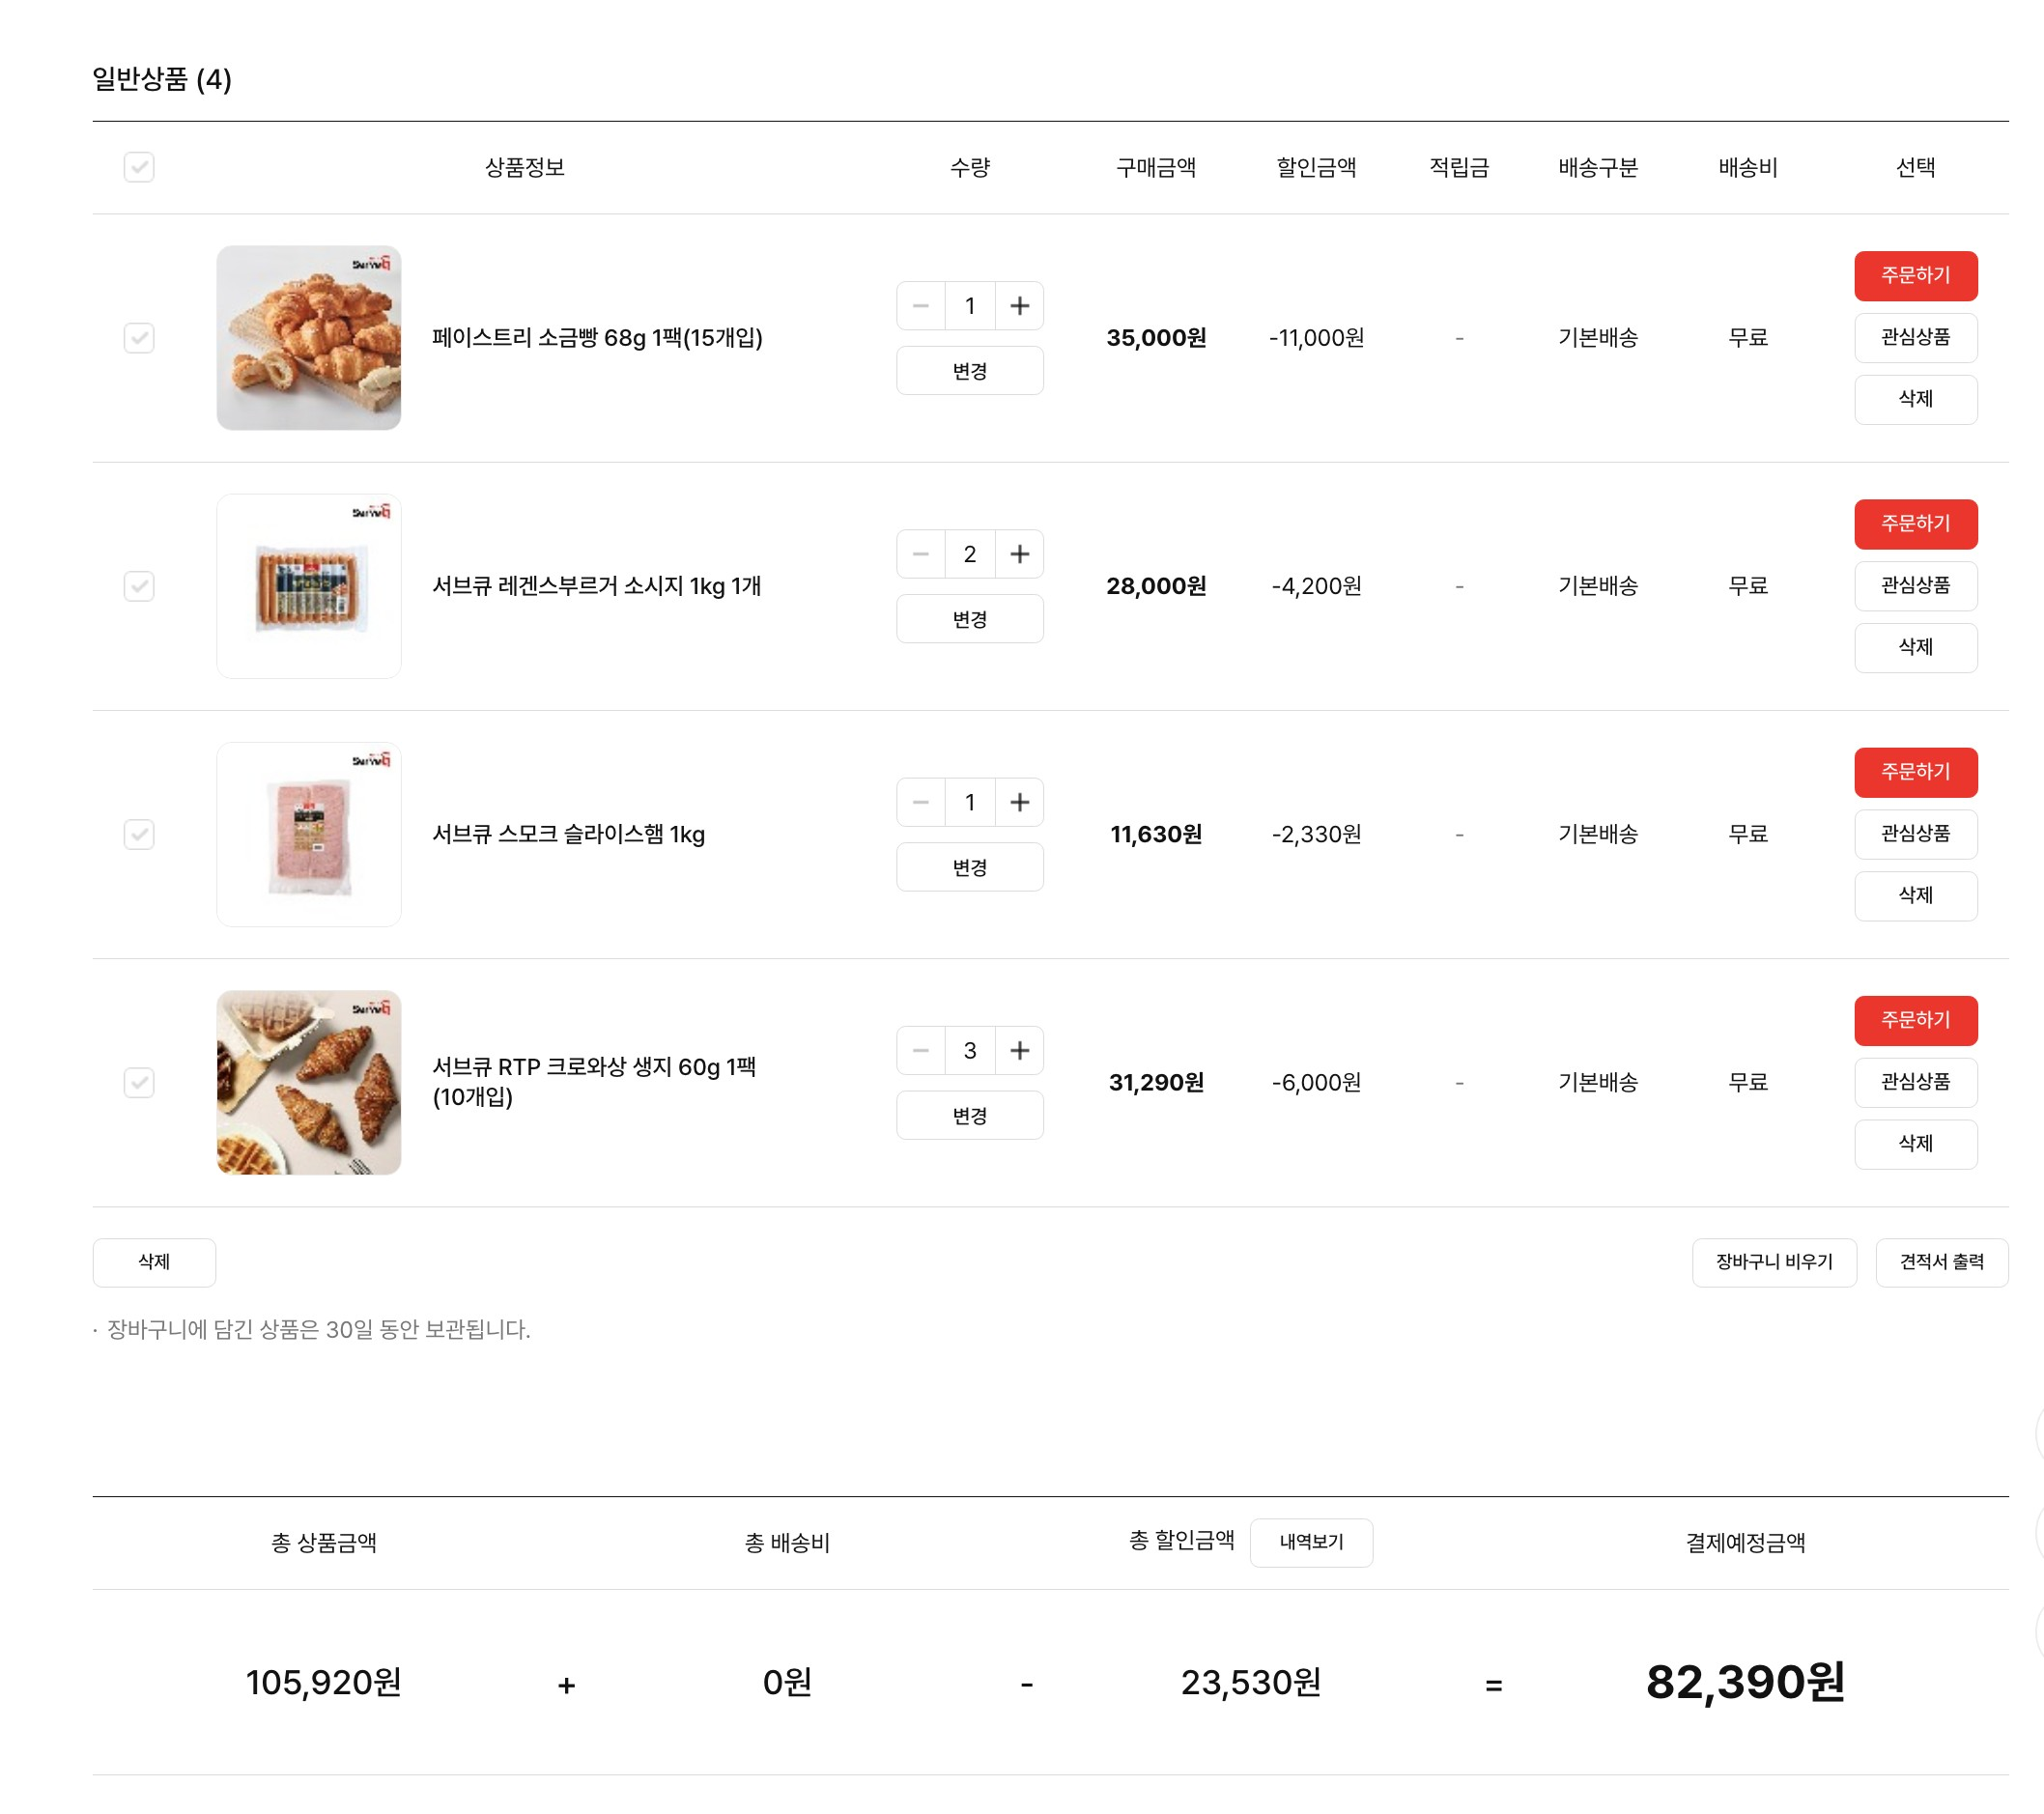 일반상품 (4)
상품정보 수량 구매금액 할인금액 적립금 배송구분 배송비 선택
페이스트리 소금빵 68g 1팩(15개입) 1 변경 35,000원 -11,000원 - 기본배송 무료 주문하기 관심상품 삭제
서브큐 레겐스부르거 소시지 1kg 1개 2 변경 28,000원 -4,200원 - 기본배송 무료 주문하기 관심상품 삭제
서브큐 스모크 슬라이스햄 1kg 1 변경 11,630원 -2,330원 - 기본배송 무료 주문하기 관심상품 삭제
서브큐 RTP 크로와상 생지 60g 1팩
(10개입) 3 변경 31,290원 -6,000원 - 기본배송 무료 주문하기 관심상품 삭제
삭제 장바구니 비우기 견적서 출력
· 장바구니에 담긴 상품은 30일 동안 보관됩니다.
총 상품금액 총 배송비 총 할인금액 내역보기 결제예정금액
105,920원 + 0원 - 23,530원 = 82,390원